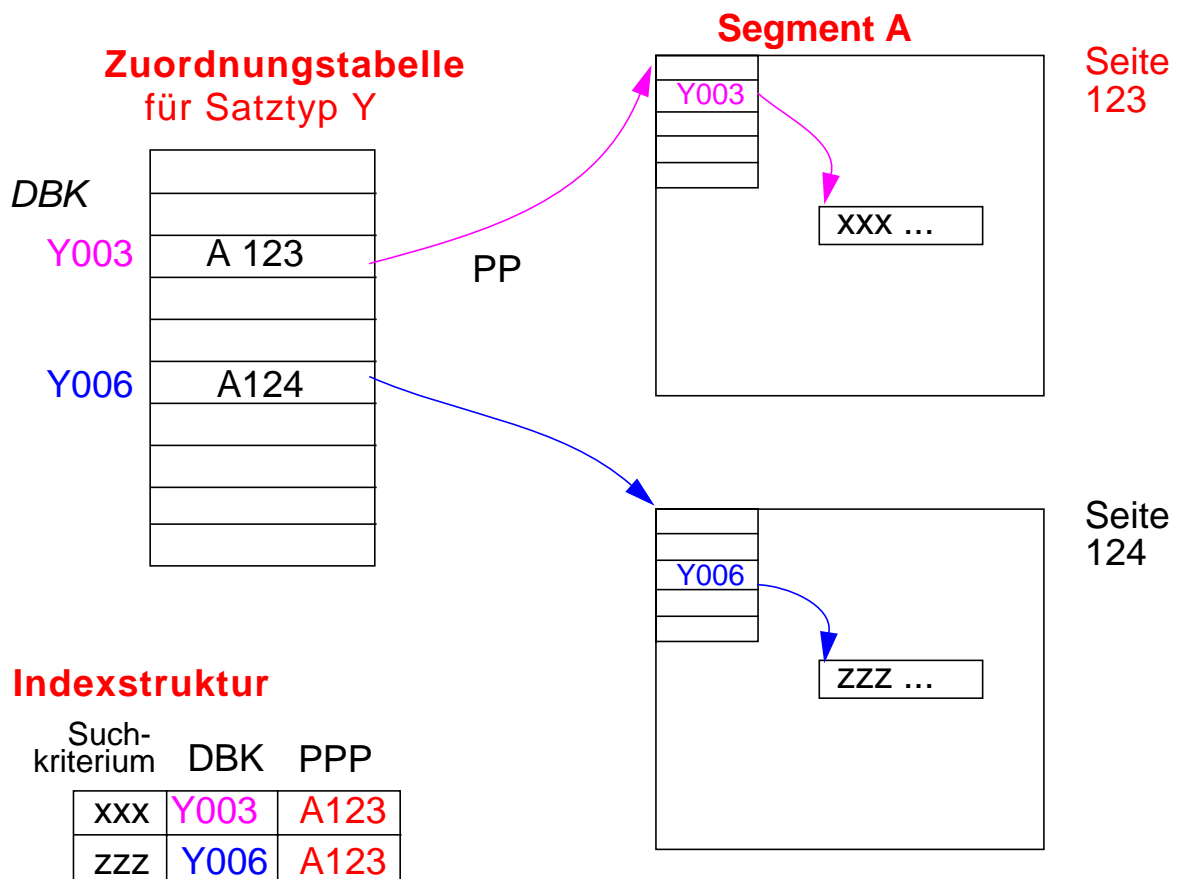 Zuordnungstabelle
für Satztyp Y
DBK
Y003
A 123
Y006
A124
PP
Segment A
Seite
123
Y003
xxx ...
Seite
124
Y006
zzz ...
Indexstruktur
Such-
kriterium DBK PPP
xxx Y003 A123
zzz Y006 A123